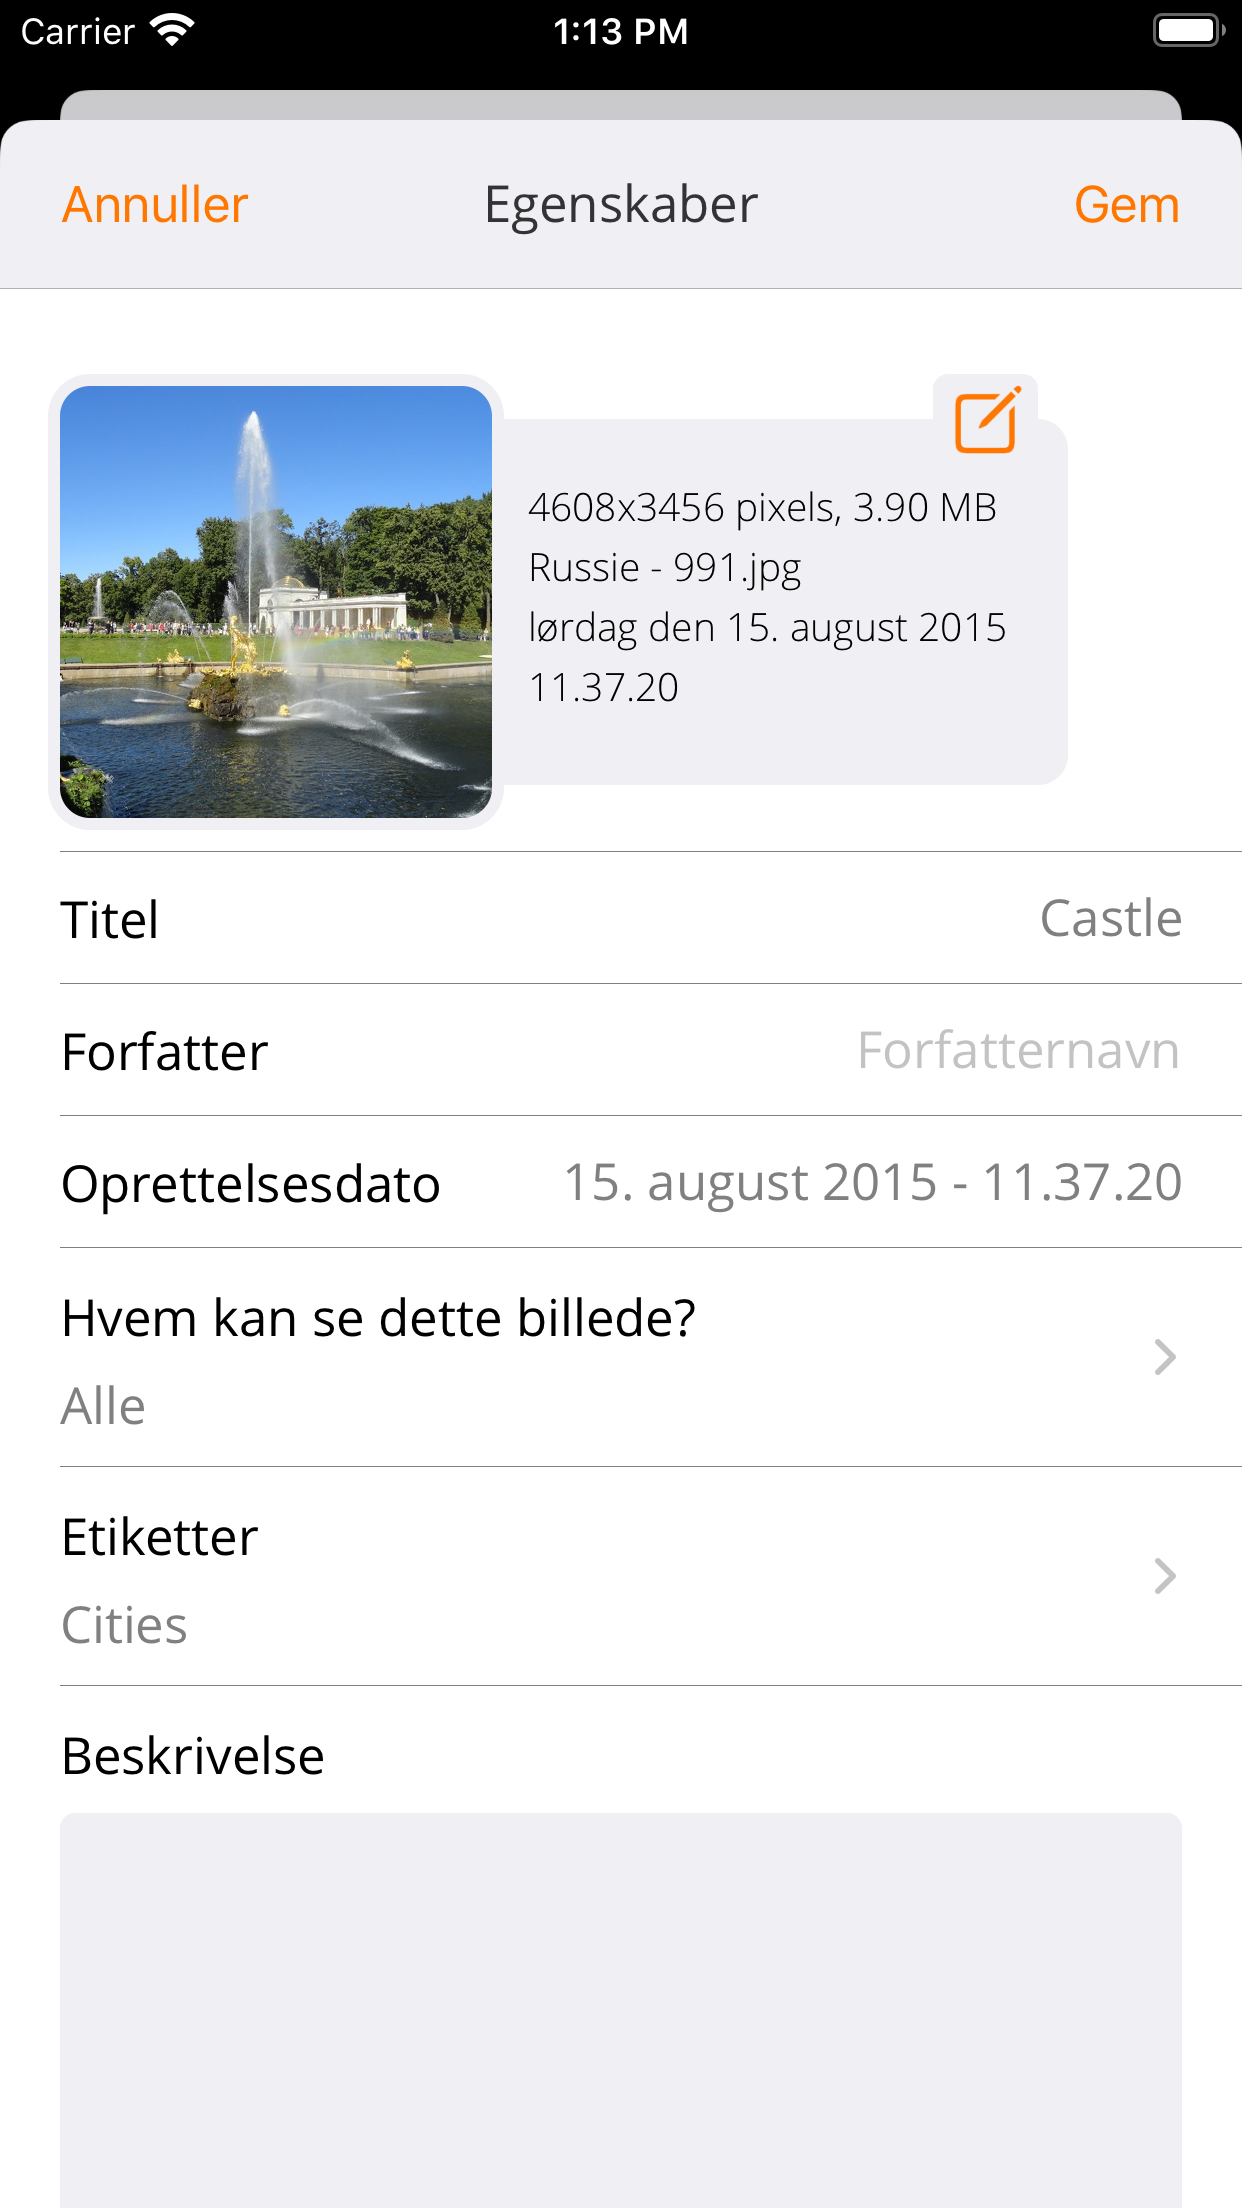 Carrier 1:13 PM
Annuller Egenskaber Gem
4608x3456 pixels, 3.90 MB
Russie - 991.jpg
lørdag den 15. august 2015
11.37.20
Titel Castle
Forfatter Forfatternavn
Oprettelsesdato 15. august 2015 - 11.37.20
Hvem kan se dette billede?
Alle
Etiketter
Cities
Beskrivelse